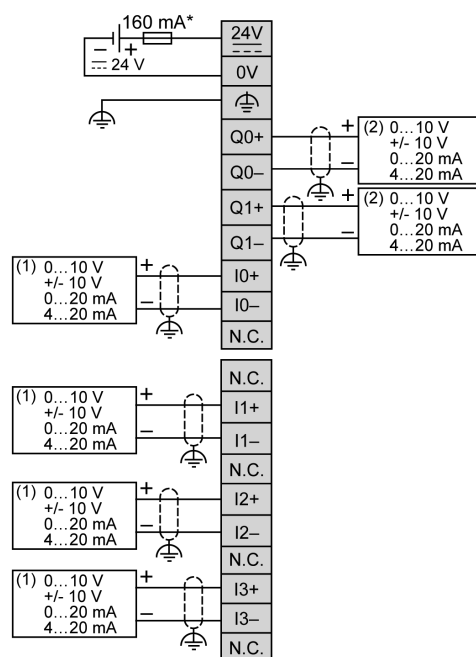 160 mA*
24V
− +
24 V
0V
Q0+
+
(2) 0...10 V
+/- 10 V
0...20 mA
4...20 mA
Q0–
−
Q1+
+
(2) 0...10 V
+/- 10 V
0...20 mA
4...20 mA
Q1–
−
(1) 0...10 V
+/- 10 V
0...20 mA
4...20 mA
+
I0+
−
I0–
N.C.
N.C.
(1) 0...10 V
+/- 10 V
0...20 mA
4...20 mA
+
I1+
−
I1–
N.C.
(1) 0...10 V
+/- 10 V
0...20 mA
4...20 mA
+
I2+
−
I2–
N.C.
(1) 0...10 V
+/- 10 V
0...20 mA
4...20 mA
+
I3+
−
I3–
N.C.